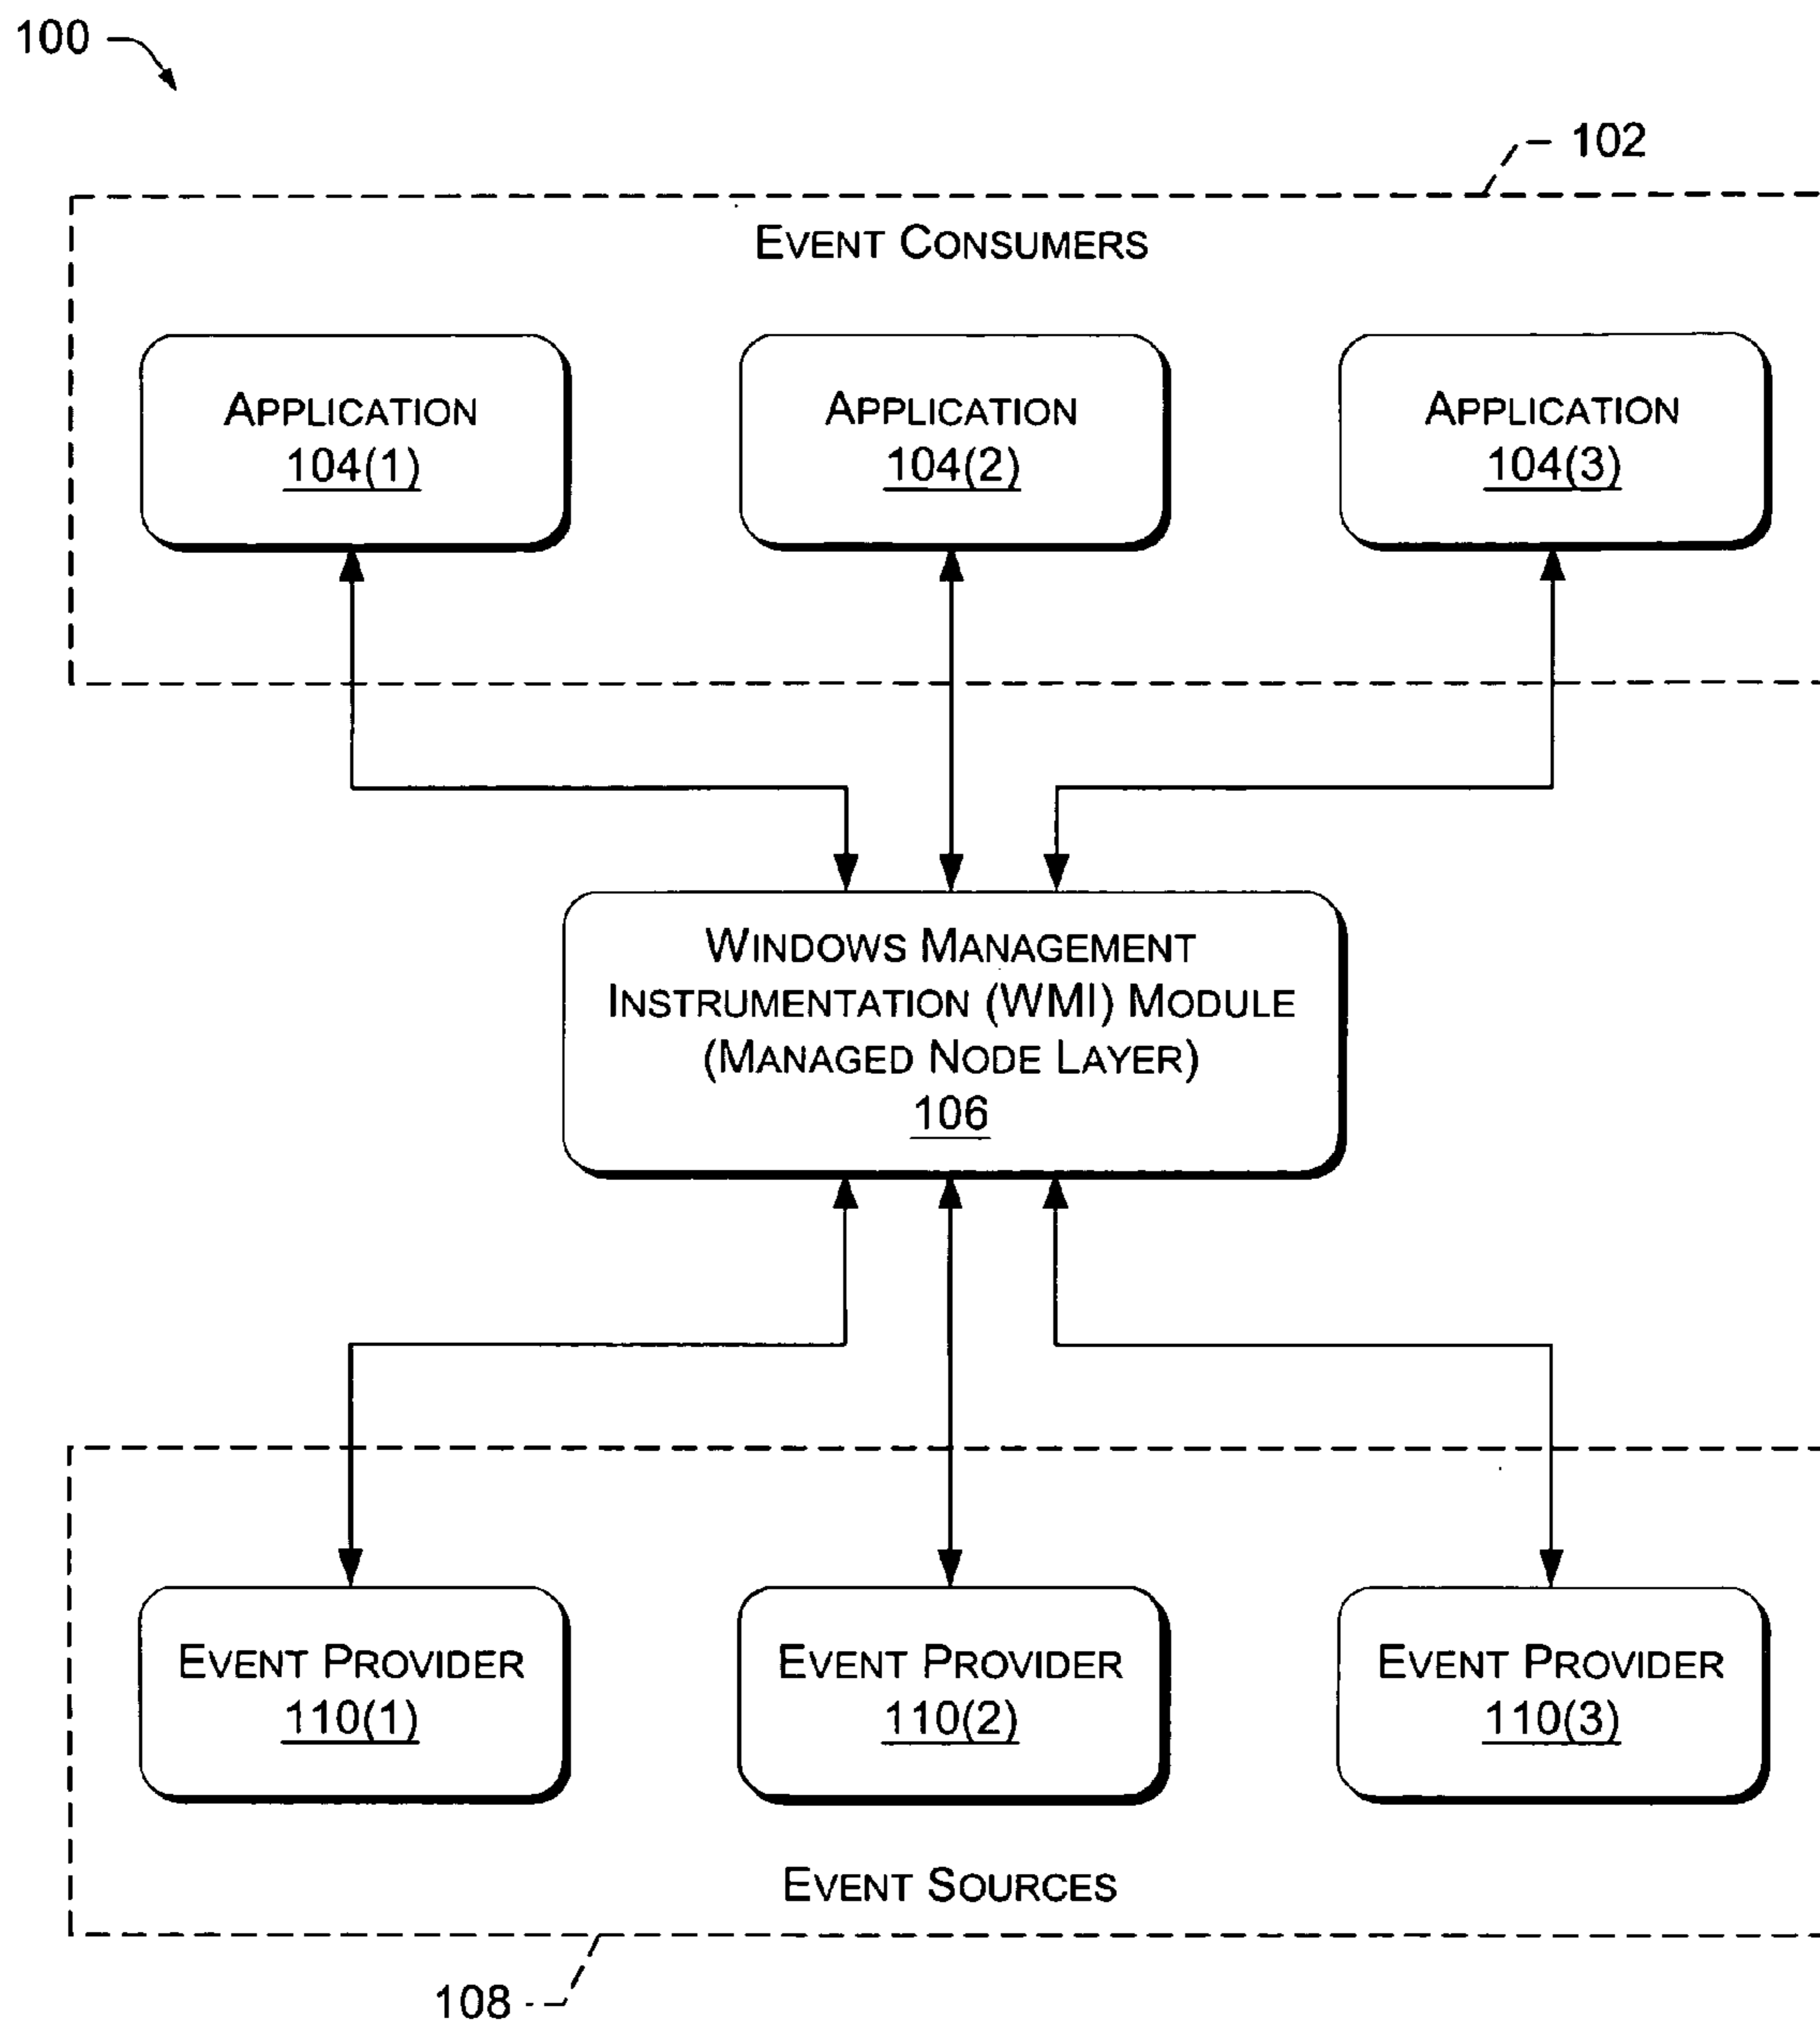 100
102
EVENT CONSUMERS
APPLICATION
104(1)
APPLICATION
104(2)
APPLICATION
104(3)
WINDOWS MANAGEMENT
INSTRUMENTATION (WMI) MODULE
(MANAGED NODE LAYER)
106
EVENT PROVIDER
110(1)
EVENT PROVIDER
110(2)
EVENT PROVIDER
110(3)
EVENT SOURCES
108